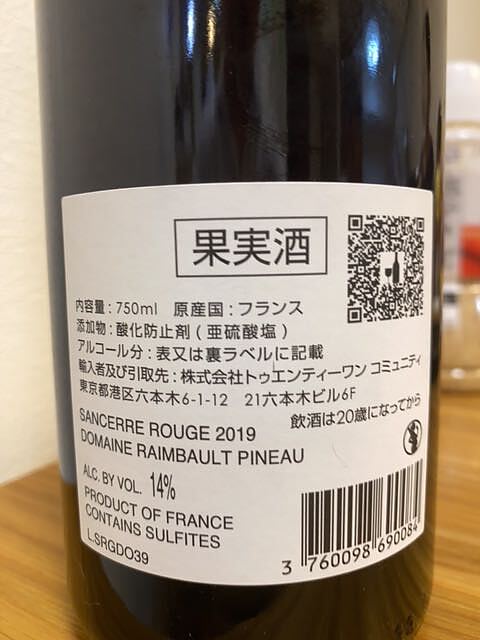 果実酒
内容量:750ml 原産国:フランス
添加物:酸化防止剤(亜硫酸塩)
アルコール分:表又は裏ラベルに記載
輸入者及び引取先:株式会社トゥエンティーワン コミュニティ
東京都港区六本木6-1-12 21六本木ビル6F
飲酒は20歳になってから
SANCERRE ROUGE 2019
DOMAINE RAIMBAULT PINEAU
ALC. BY VOL. 14%
PRODUCT OF FRANCE
CONTAINS SULFITES
L.SRGDO39
3 760098 690084